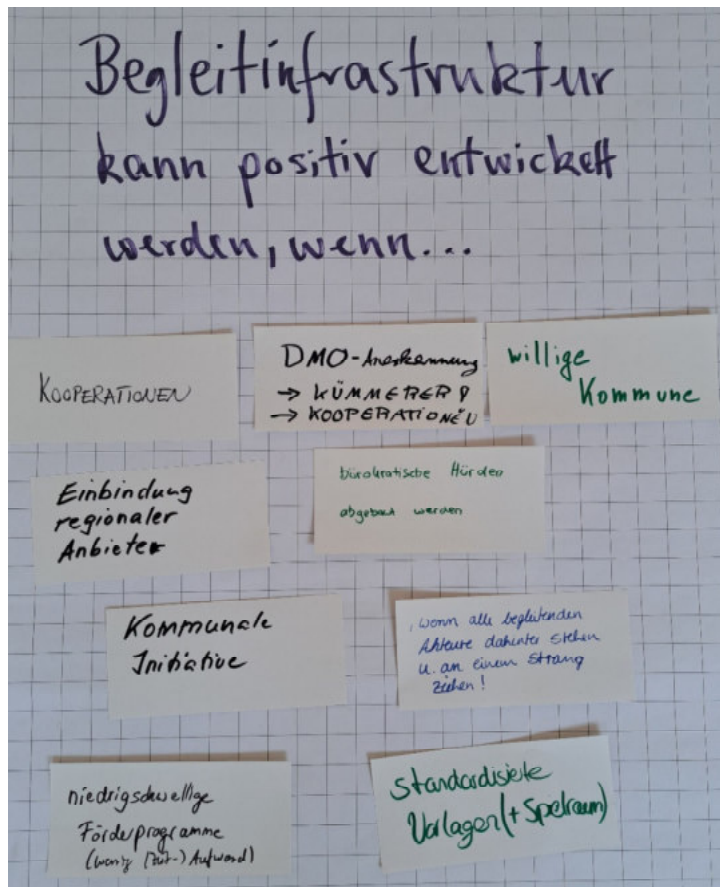 Begleitinfrastruktur
kann positiv entwickelt
werden, wenn...
KOOPERATIONEN
DMO-Anerkennung
→ KÜMMERER!
→ KOOPERATIONEN
willige
Kommune
Einbindung
regionaler
Anbieter
bürokratische Hürden
abgebaut werden
Kommunale
Initiative
, wenn alle begleitenden
Akteure dahinter stehen
u. an einem Strang
ziehen!
niedrigschwellige
Förderprogramme
(wenig (Zeit-) Aufwand)
Standardisierte
Vorlagen (+ Spielraum)